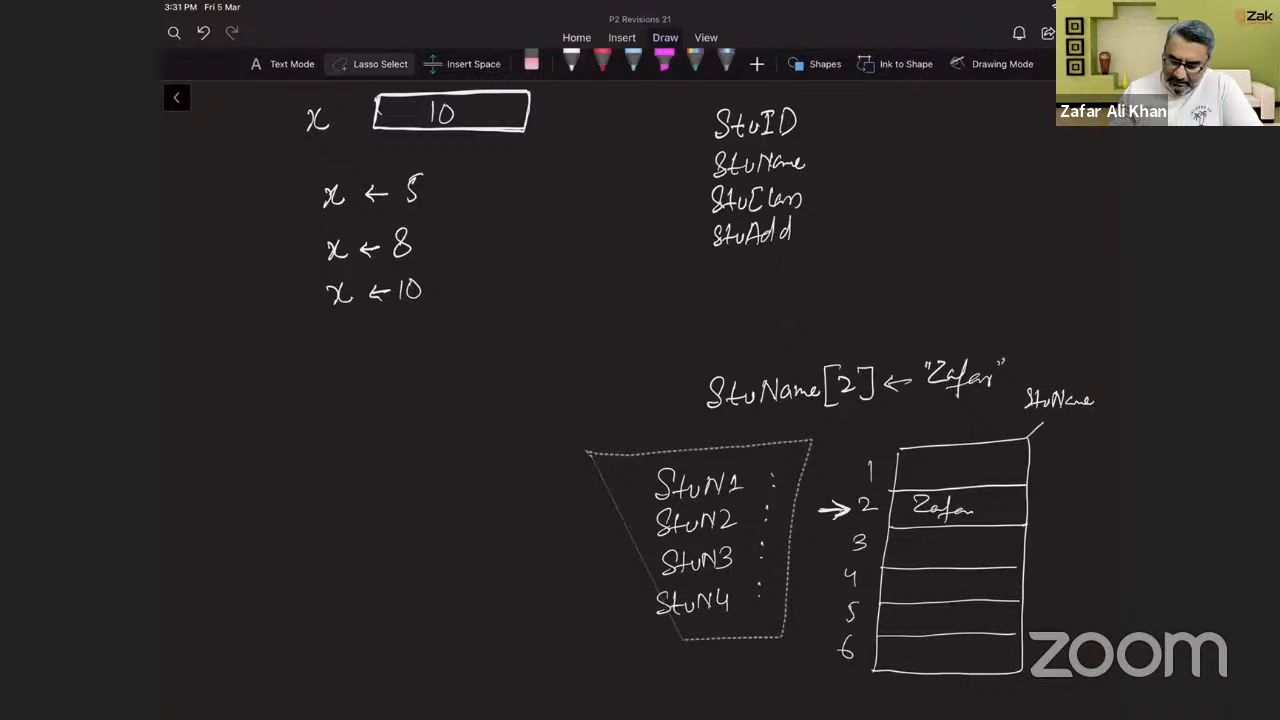 3:31 PM Fri 5 Mar
P2 Revisions 21
Home Insert Draw View
A Text Mode Lasso Select Insert Space Shapes Ink to Shape Drawing Mode
Zak
Zafar Ali Khan
x 10
x ← 5
x ← 8
x ← 10
StuID
StuName
StuClass
StuAdd
StuName[2] ← "Zafar"
StuName
StuN1 :
StuN2 :
StuN3 :
StuN4 :
1
2 Zafar
3
4
5
6
zoom